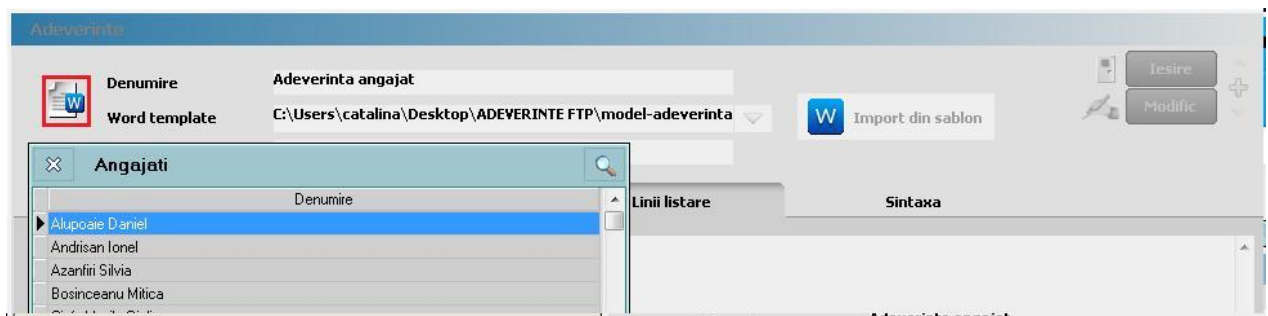 Adeverinte
Denumire
Adeverinta angajat
Iesire
Word template
C:\Users\catalina\Desktop\ADEVERINTE FTP\model-adeverinta
W Import din sablon
Modific
Angajati
Denumire
Linii listare
Sintaxa
Alupoaie Daniel
Andrisan Ionel
Azanfiri Silvia
Bosinceanu Mitica